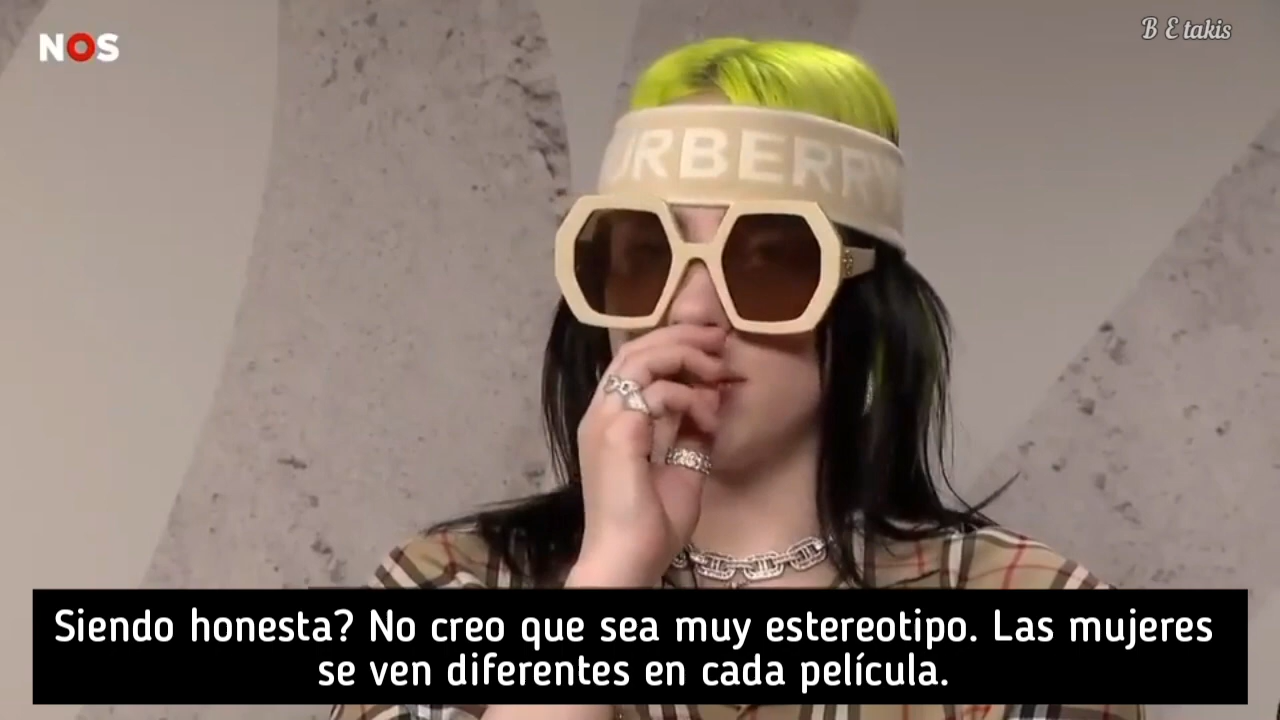 NOS
B E takis
URBERRY
Siendo honesta? No creo que sea muy estereotipo. Las mujeres
se ven diferentes en cada película.